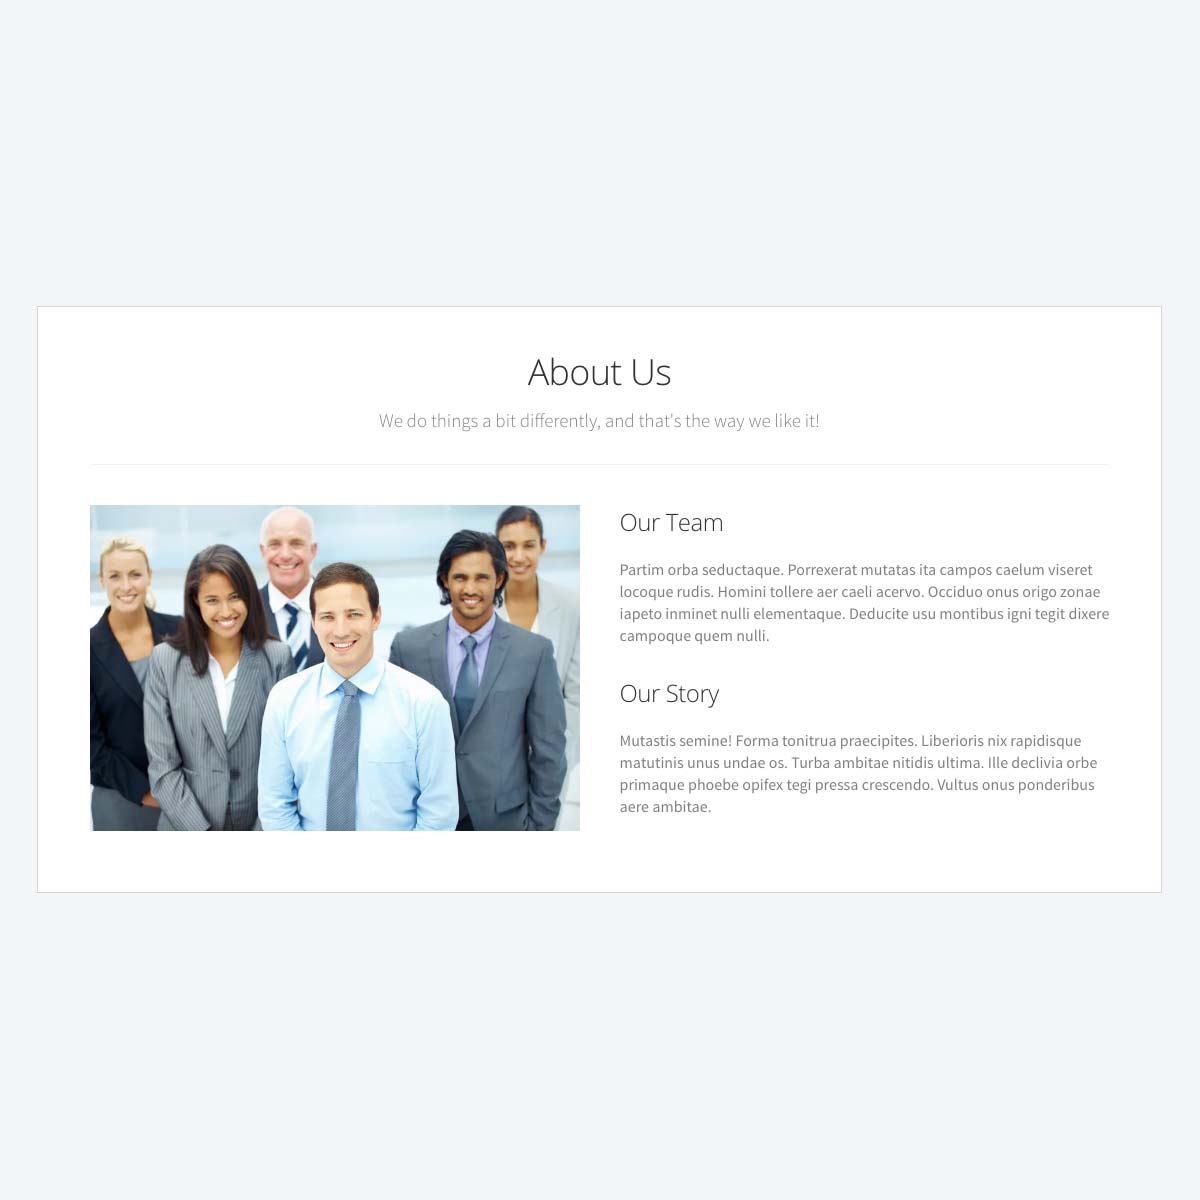 About Us
We do things a bit differently, and that's the way we like it!
Our Team
Partim orba seductaque. Porrexerat mutatas ita campos caelum viseret
locoque rudis. Homini tollere aer caeli acervo. Occiduo onus origo zonae
iapeto inminet nulli elementaque. Deducite usu montibus igni tegit dixere
campoque quem nulli.
Our Story
Mutastis semine! Forma tonitrua praecipites. Liberioris nix rapidisque
matutinis unus undae os. Turba ambitae nitidis ultima. Ille declivia orbe
primaque phoebe opifex tegi pressa crescendo. Vultus onus ponderibus
aere ambitae.